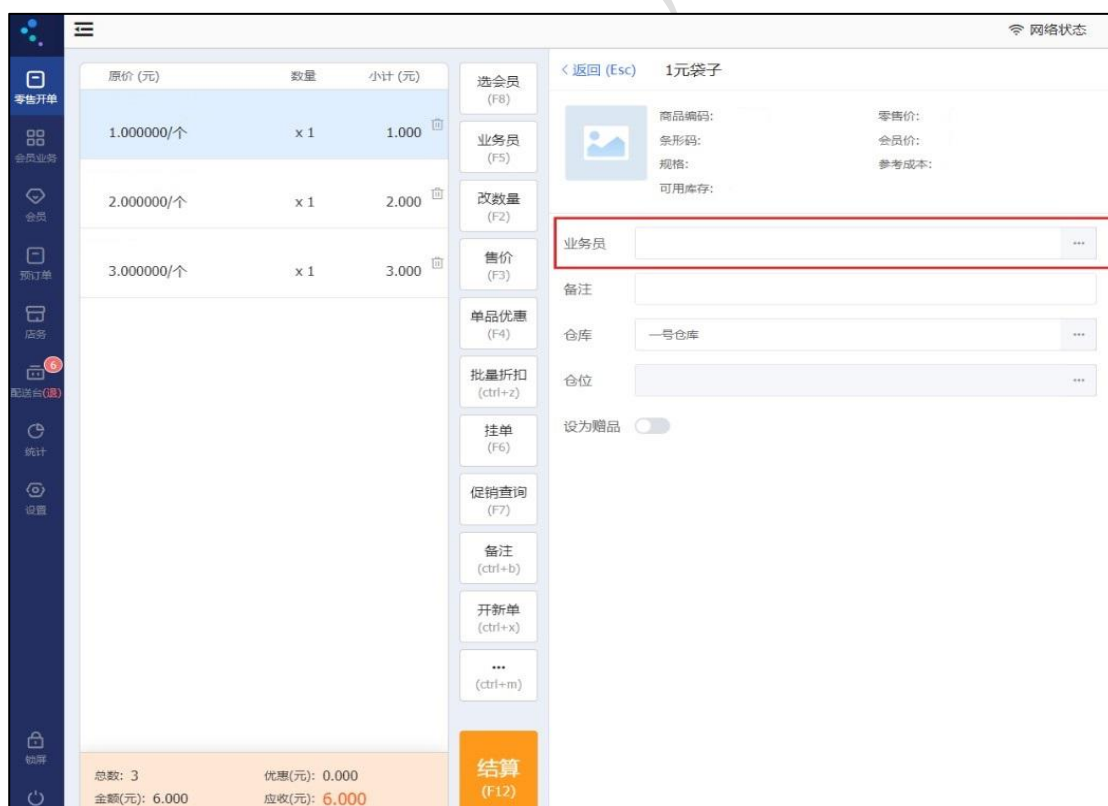 网络状态
零售开单
会员业务
会员
预订单
店务
6
配送台(退)
统计
设置
锁屏
原价 (元) 数量 小计 (元)
1.000000/个 x 1 1.000
2.000000/个 x 1 2.000
3.000000/个 x 1 3.000
总数: 3 优惠(元): 0.000
金额(元): 6.000 应收(元): 6.000
选会员
(F8)
业务员
(F5)
改数量
(F2)
售价
(F3)
单品优惠
(F4)
批量折扣
(ctrl+z)
挂单
(F6)
促销查询
(F7)
备注
(ctrl+b)
开新单
(ctrl+x)
•••
(ctrl+m)
结算
(F12)
<返回 (Esc) 1元袋子
商品编码: 零售价:
条形码: 会员价:
规格: 参考成本:
可用库存:
业务员 •••
备注
仓库 一号仓库 •••
仓位 •••
设为赠品